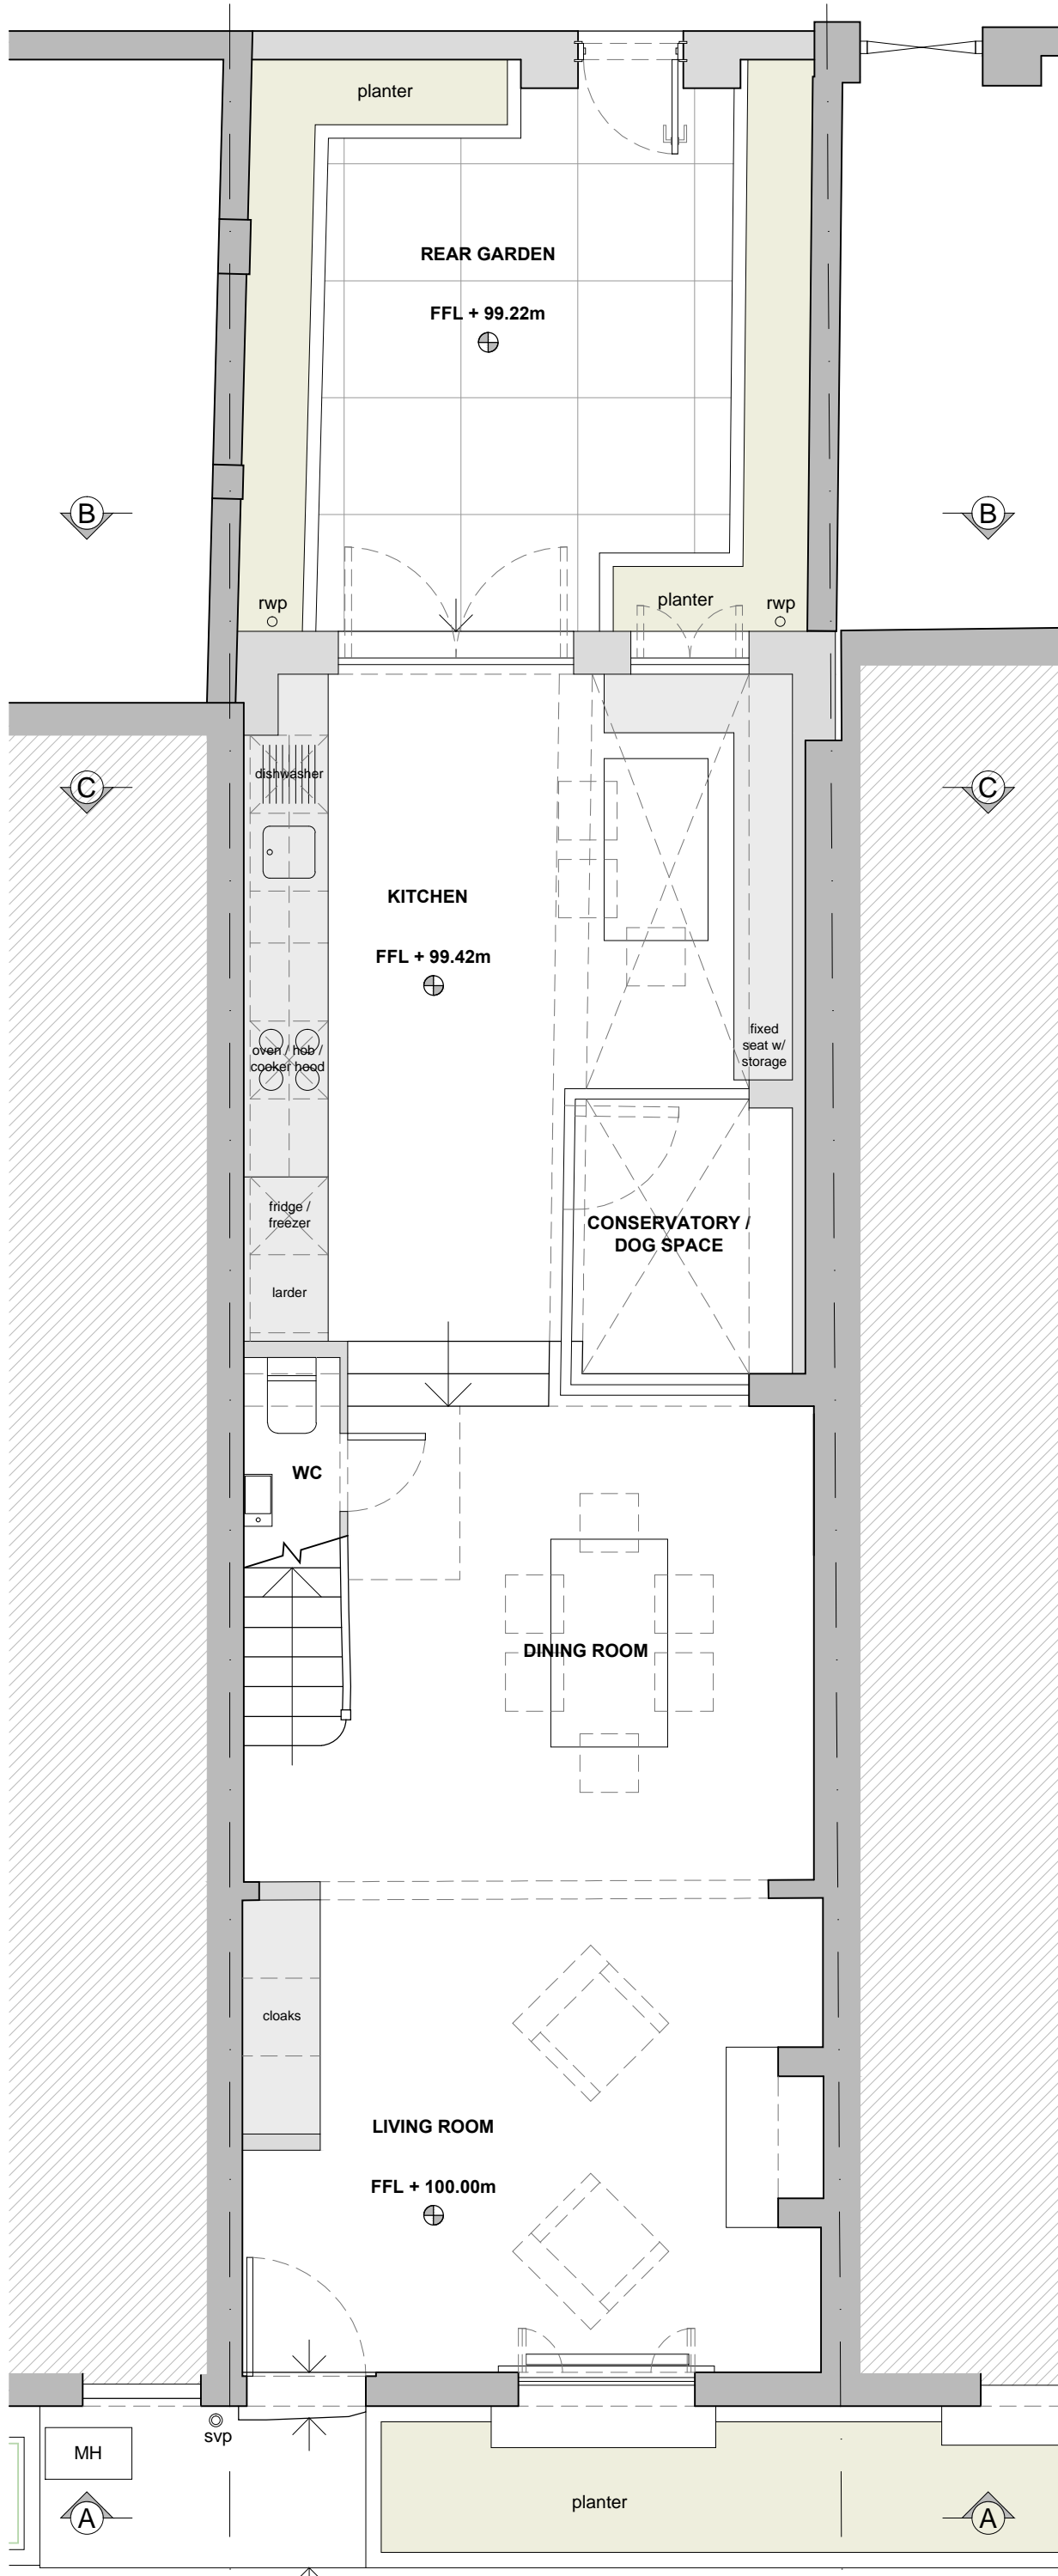 planter
REAR GARDEN
FFL + 99.22m
B
B
rwp
planter
rwp
dishwasher
C
C
KITCHEN
FFL + 99.42m
oven / hob /
cooker hood
fixed
seat w/
storage
fridge /
freezer
CONSERVATORY /
DOG SPACE
larder
WC
DINING ROOM
cloaks
LIVING ROOM
FFL + 100.00m
svp
MH
planter
A
A